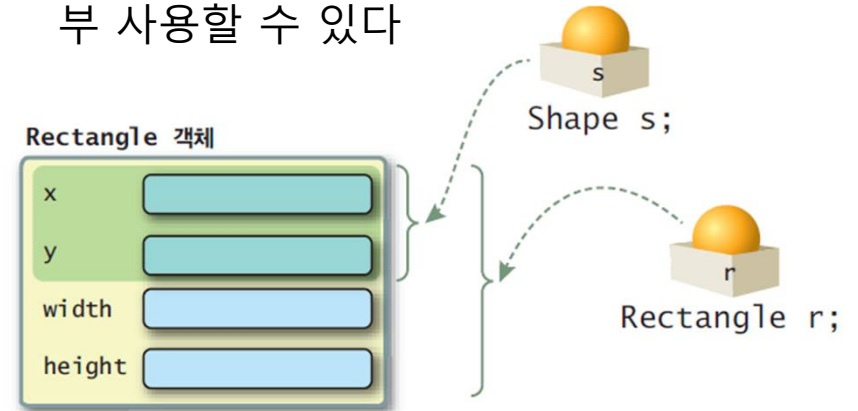 부 사용할 수 있다
s
Shape s;
Rectangle 객체
x
y
width
height
r
Rectangle r;